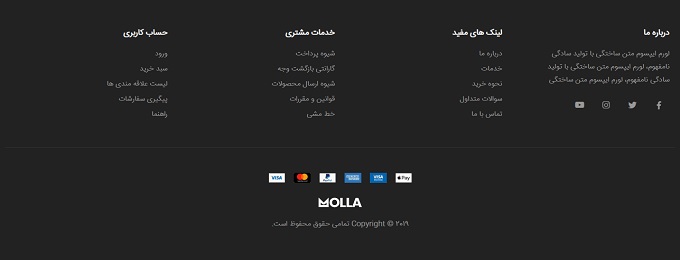 درباره ما
لورم ایپسوم متن ساختگی با تولید سادگی
نامفهوم، لورم ایپسوم متن ساختگی با تولید
سادگی نامفهوم، لورم ایپسوم متن ساختگی
لینک های مفید
درباره ما
خدمات
نحوه خرید
سوالات متداول
تماس با ما
خدمات مشتری
شیوه پرداخت
گارانتی بازگشت وجه
شیوه ارسال محصولات
قوانین و مقررات
خط مشی
حساب کاربری
ورود
سبد خرید
لیست علاقه مندی ها
پیگیری سفارشات
راهنما
VISA
PayPal
VISA
Pay
MOLLA
Copyright © ۲۰۱۹ تمامی حقوق محفوظ است.